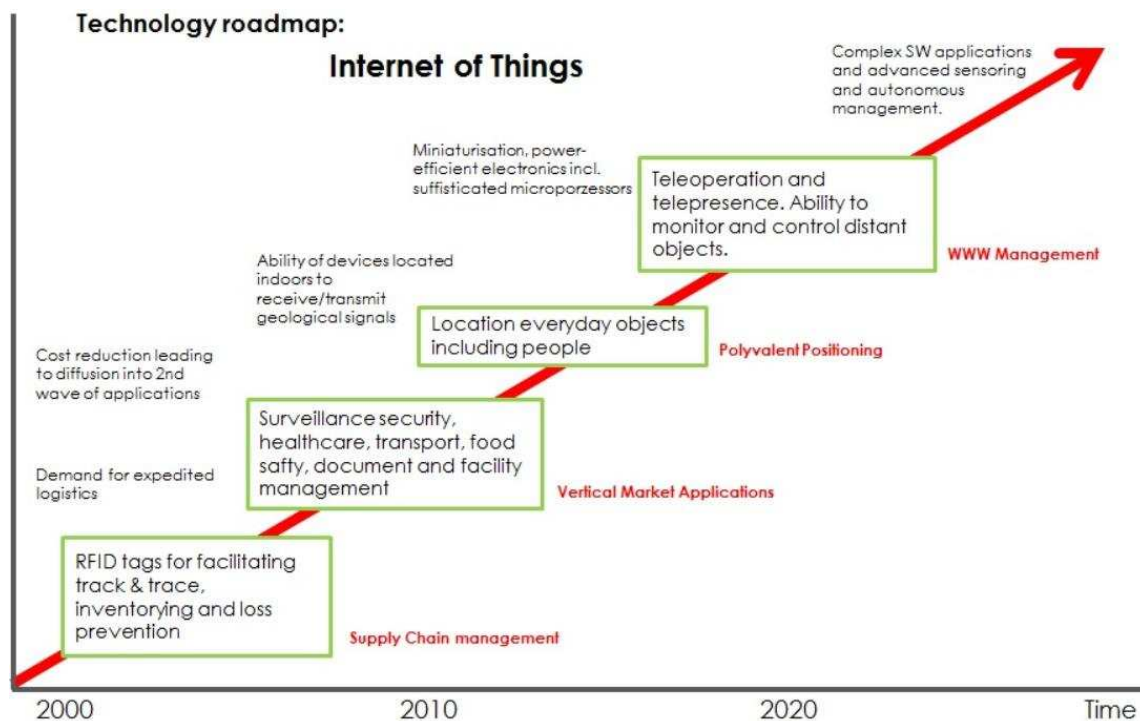 Technology roadmap:
Internet of Things
Complex SW applications
and advanced sensoring
and autonomous
management.
Miniaturisation, power-
efficient electronics incl.
suffisticated microporzessors
Teleoperation and
telepresence. Ability to
monitor and control distant
objects.
WWW Management
Ability of devices located
indoors to
receive/transmit
geological signals
Location everyday objects
including people
Polyvalent Positioning
Cost reduction leading
to diffusion into 2nd
wave of applications
Surveillance security,
healthcare, transport, food
safty, document and facility
management
Vertical Market Applications
Demand for expedited
logistics
RFID tags for facilitating
track & trace,
inventorying and loss
prevention
Supply Chain management
2000 2010 2020 Time